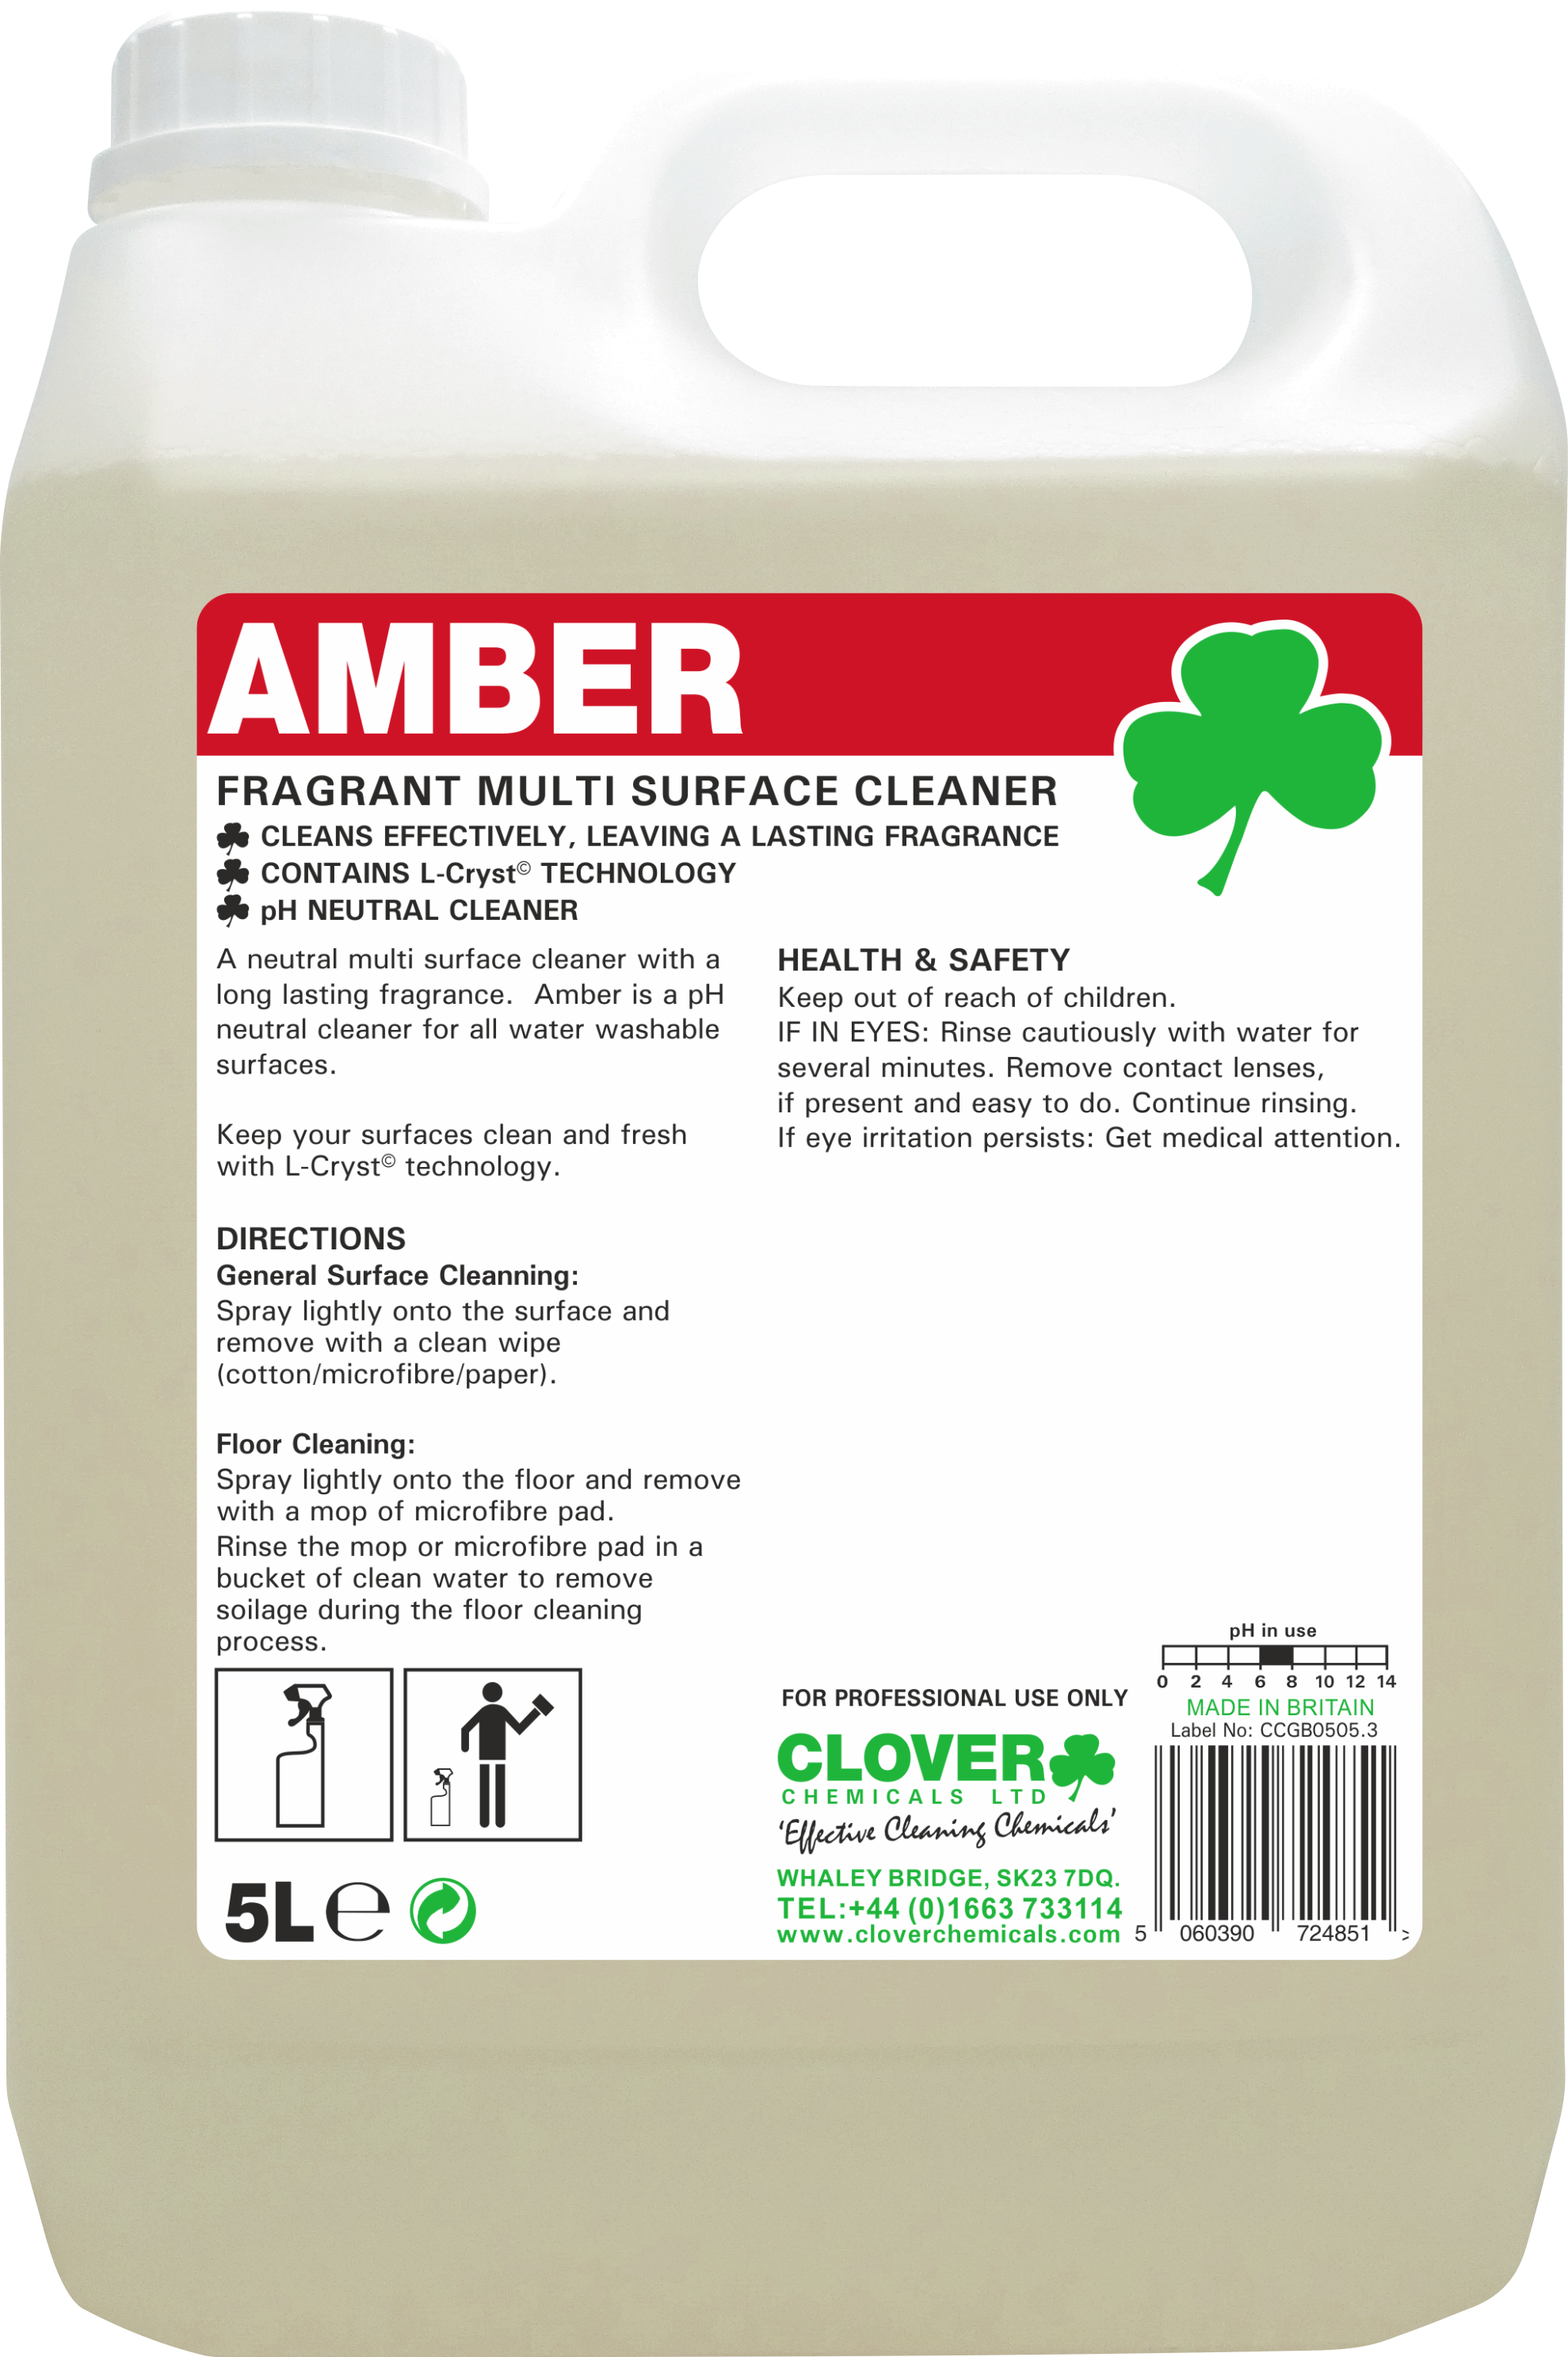 AMBER
FRAGRANT MULTI SURFACE CLEANER
CLEANS EFFECTIVELY, LEAVING A LASTING FRAGRANCE
CONTAINS L-Cryst© TECHNOLOGY
pH NEUTRAL CLEANER
A neutral multi surface cleaner with a
long lasting fragrance. Amber is a pH
neutral cleaner for all water washable
surfaces.
Keep your surfaces clean and fresh
with L-Cryst© technology.
DIRECTIONS
General Surface Cleanning:
Spray lightly onto the surface and
remove with a clean wipe
(cotton/microfibre/paper).
Floor Cleaning:
Spray lightly onto the floor and remove
with a mop of microfibre pad.
Rinse the mop or microfibre pad in a
bucket of clean water to remove
soilage during the floor cleaning
process.
5L e
HEALTH & SAFETY
Keep out of reach of children.
IF IN EYES: Rinse cautiously with water for
several minutes. Remove contact lenses,
if present and easy to do. Continue rinsing.
If eye irritation persists: Get medical attention.
FOR PROFESSIONAL USE ONLY
CLOVER
CHEMICALS LTD
'Effective Cleaning Chemicals'
WHALEY BRIDGE, SK23 7DQ.
TEL:+44 (0)1663 733114
www.cloverchemicals.com
pH in use
0 2 4 6 8 10 12 14
MADE IN BRITAIN
Label No: CCGB0505.3
5 060390 724851 >